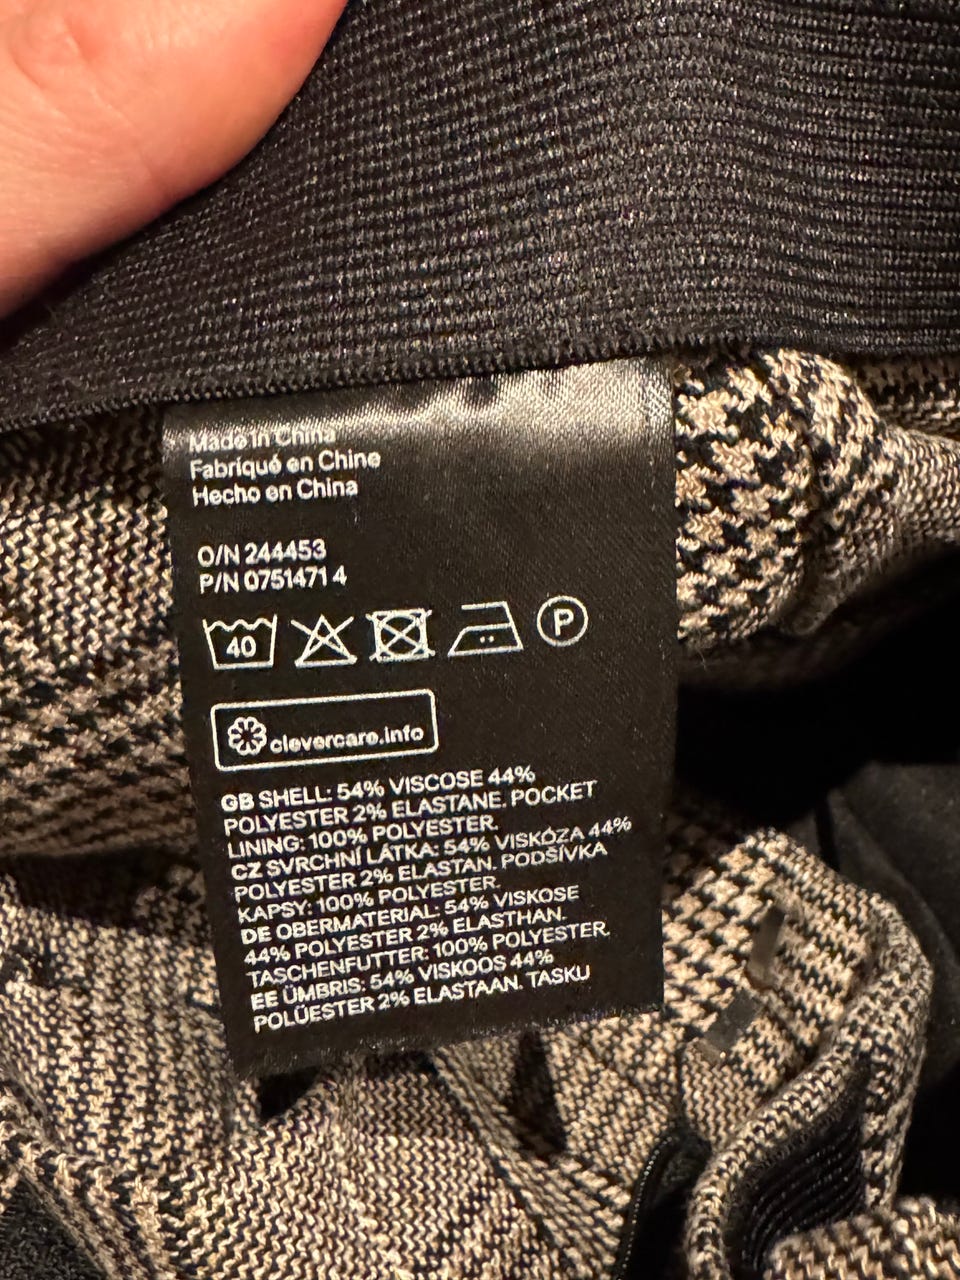 Made in China
Fabriqué en Chine
Hecho en China
O/N 244453
P/N 07514714
40
P
clevercare.info
GB SHELL: 54% VISCOSE 44%
POLYESTER 2% ELASTANE. POCKET
LINING: 100% POLYESTER.
CZ SVRCHNÍ LÁTKA: 54% VISKÓZA 44%
POLYESTER 2% ELASTAN. PODŠÍVKA
KAPSY: 100% POLYESTER.
DE OBERMATERIAL: 54% VISKOSE
44% POLYESTER 2% ELASTHAN.
TASCHENFUTTER: 100% POLYESTER.
EE ÜMBRIS: 54% VISKOOS 44%
POLÜESTER 2% ELASTAAN. TASKU